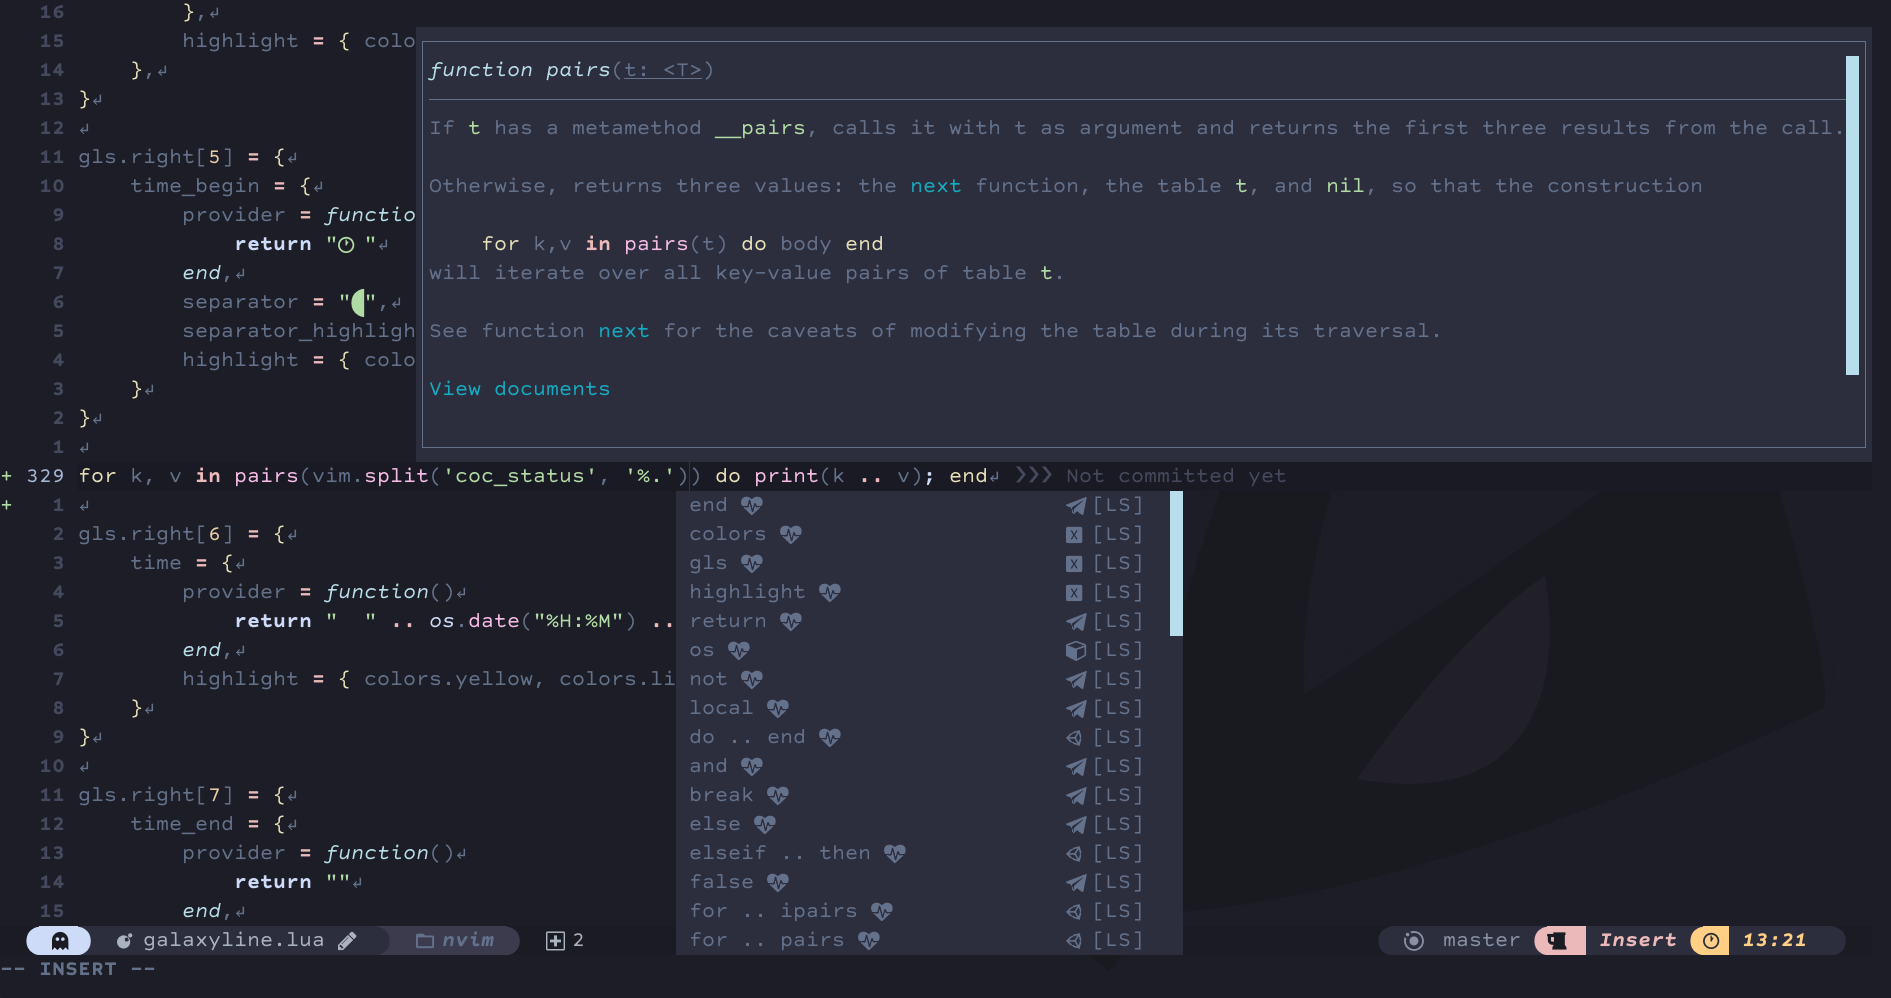 16 },↲
15 highlight = { colo
14 },↲
13 }↲
12 ↲
11 gls.right[5] = {↲
10 time_begin = {↲
9 provider = functio
8 return " "↲
7 end,↲
6 separator = "",↲
5 separator_highligh
4 highlight = { colo
3 }↲
2 }↲
1 ↲
function pairs(t: <T>)
If t has a metamethod __pairs, calls it with t as argument and returns the first three results from the call.
Otherwise, returns three values: the next function, the table t, and nil, so that the construction
for k,v in pairs(t) do body end
will iterate over all key-value pairs of table t.
See function next for the caveats of modifying the table during its traversal.
View documents
+ 329 for k, v in pairs(vim.split('coc_status', '%.')) do print(k .. v); end↲ ❯❯❯ Not committed yet
+ 1 ↲
2 gls.right[6] = {↲
3 time = {↲
4 provider = function()↲
5 return "  " .. os.date("%H:%M") ..
6 end,↲
7 highlight = { colors.yellow, colors.li
8 }↲
9 }↲
10 ↲
11 gls.right[7] = {↲
12 time_end = {↲
13 provider = function()↲
14 return ""↲
15 end,↲
end [LS]
colors [LS]
gls [LS]
highlight [LS]
return [LS]
os [LS]
not [LS]
local [LS]
do .. end [LS]
and [LS]
break [LS]
else [LS]
elseif .. then [LS]
false [LS]
for .. ipairs [LS]
for .. pairs [LS]
galaxyline.lua nvim 2 master Insert 13:21
-- INSERT --